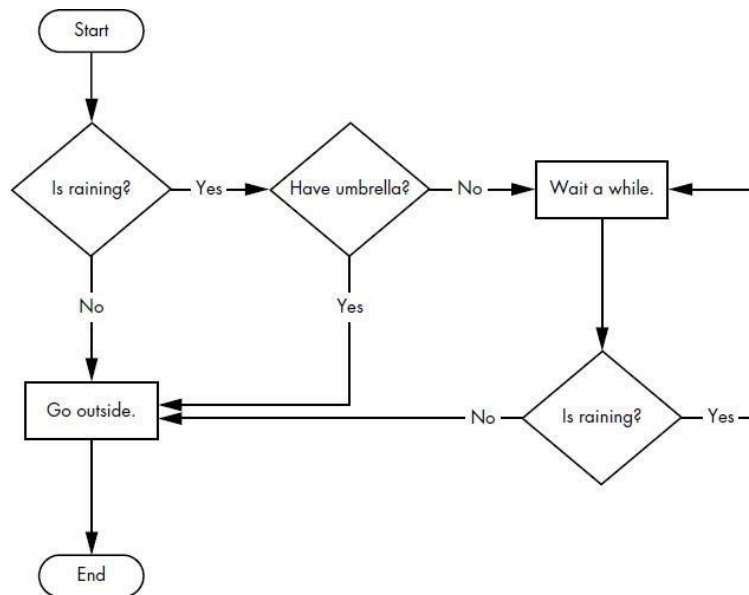 Start
Is raining?
Yes
Have umbrella?
No
Wait a while.
No
Yes
Go outside.
No
Is raining?
Yes
End